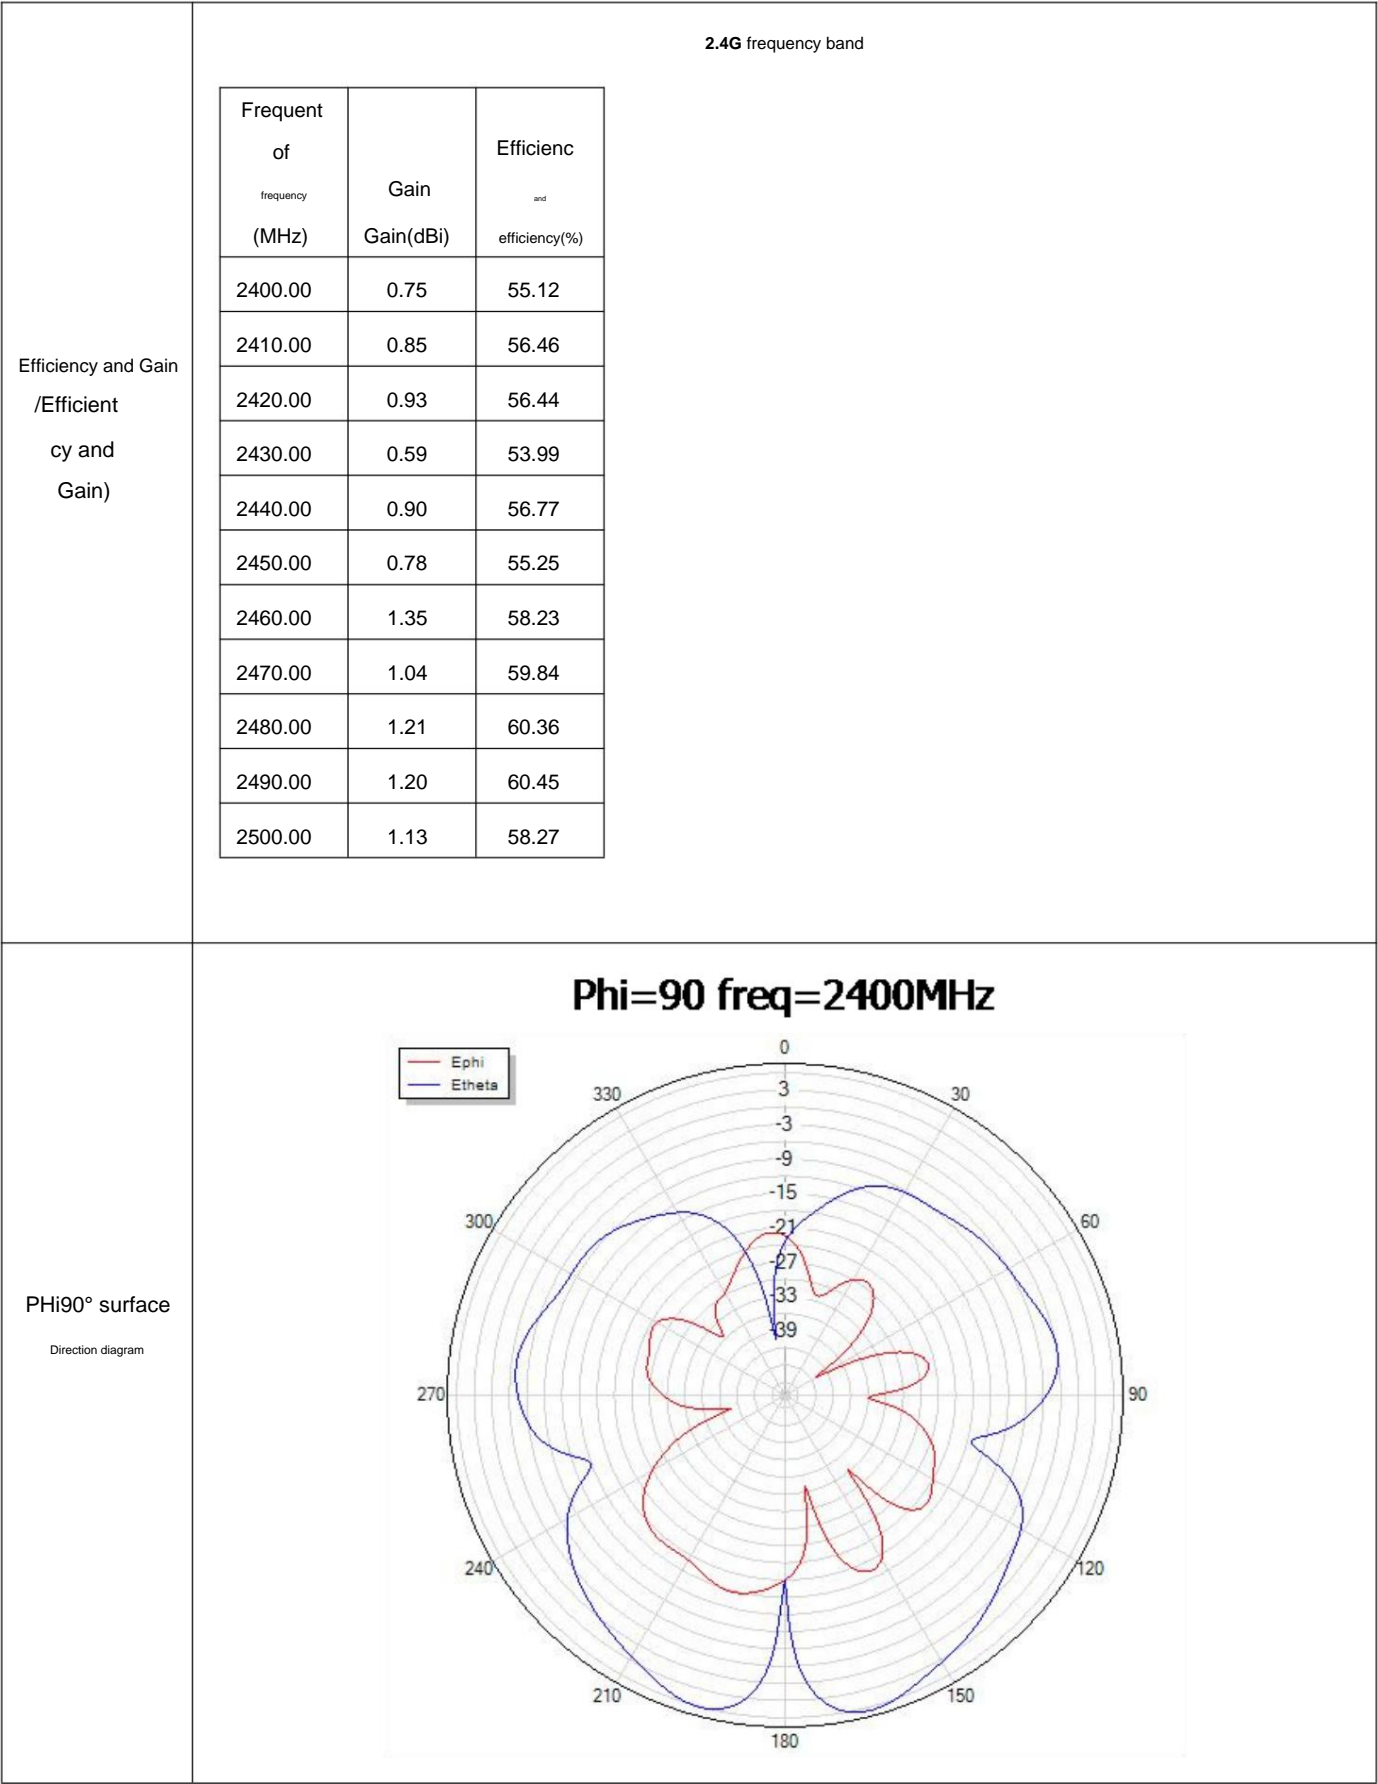 2.4G frequency band
Frequent
of
frequency
(MHz)
Gain
Gain(dBi)
Efficienc
and
efficiency(%)
2400.00 0.75 55.12
2410.00 0.85 56.46
2420.00 0.93 56.44
2430.00 0.59 53.99
2440.00 0.90 56.77
2450.00 0.78 55.25
2460.00 1.35 58.23
2470.00 1.04 59.84
2480.00 1.21 60.36
2490.00 1.20 60.45
2500.00 1.13 58.27
Efficiency and Gain
/Efficient
cy and
Gain)
Phi=90 freq=2400MHz
Ephi
Etheta
0
30
60
90
120
150
180
210
240
270
300
330
3
-3
-9
-15
-21
-27
-33
-39
PHi90° surface
Direction diagram